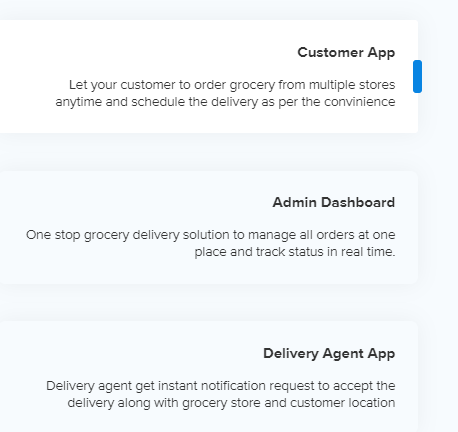 Customer App
Let your customer to order grocery from multiple stores
anytime and schedule the delivery as per the convinience
Admin Dashboard
One stop grocery delivery solution to manage all orders at one
place and track status in real time.
Delivery Agent App
Delivery agent get instant notification request to accept the
delivery along with grocery store and customer location